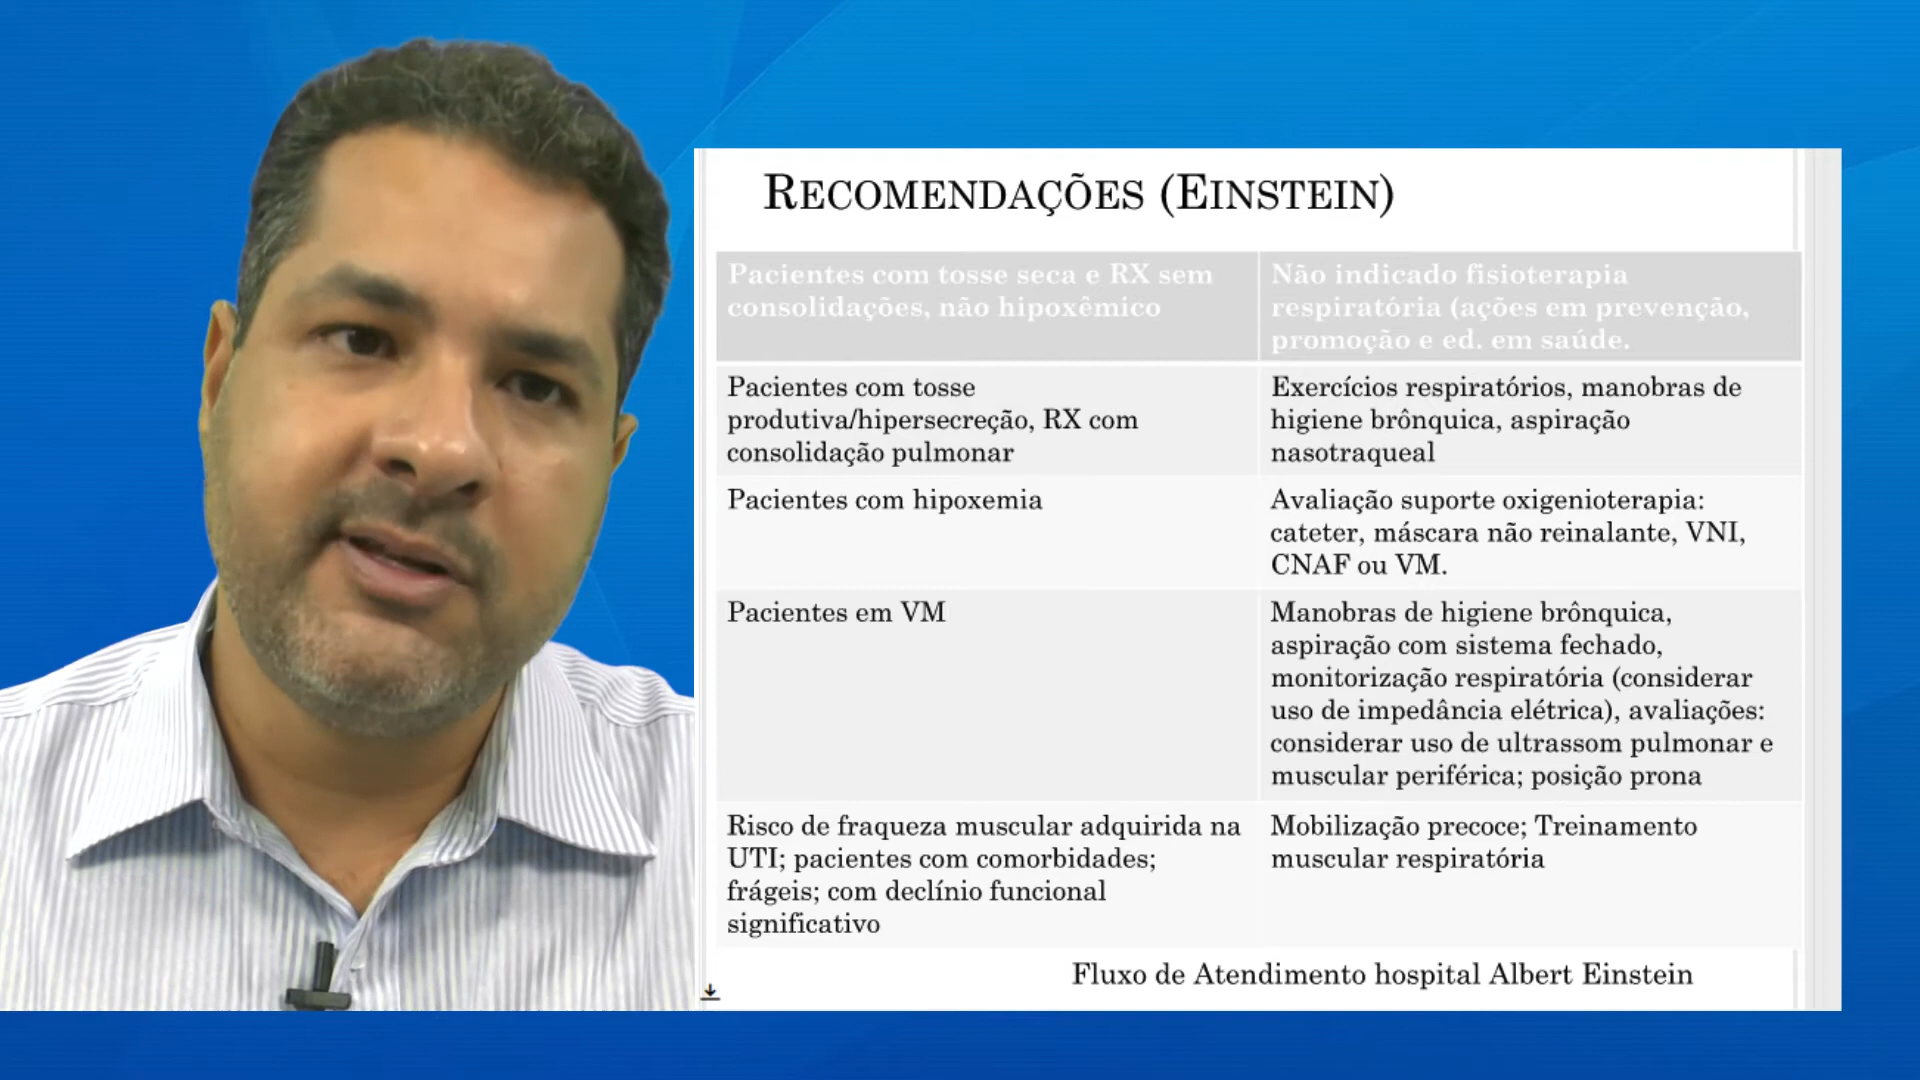 RECOMENDAÇÕES (EINSTEIN)
Pacientes com tosse seca e RX sem
consolidações, não hipoxêmico
Não indicado fisioterapia
respiratória (ações em prevenção,
promoção e ed. em saúde.
Pacientes com tosse
produtiva/hipersecreção, RX com
consolidação pulmonar
Exercícios respiratórios, manobras de
higiene brônquica, aspiração
nasotraqueal
Pacientes com hipoxemia
Avaliação suporte oxigenioterapia:
cateter, máscara não reinalante, VNI,
CNAF ou VM.
Pacientes em VM
Manobras de higiene brônquica,
aspiração com sistema fechado,
monitorização respiratória (considerar
uso de impedância elétrica), avaliações:
considerar uso de ultrassom pulmonar e
muscular periférica; posição prona
Risco de fraqueza muscular adquirida na
UTI; pacientes com comorbidades;
frágeis; com declínio funcional
significativo
Mobilização precoce; Treinamento
muscular respiratória
Fluxo de Atendimento hospital Albert Einstein